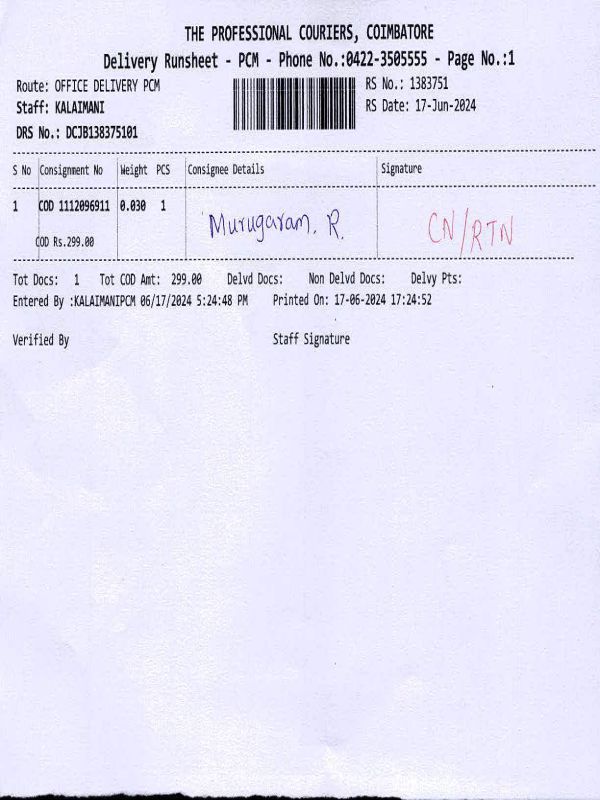 THE PROFESSIONAL COURIERS, COIMBATORE
Delivery Runsheet - PCM - Phone No.:0422-3505555 - Page No.:1
Route: OFFICE DELIVERY PCM RS No.: 1383751
Staff: KALAIMANI RS Date: 17-Jun-2024
DRS No.: DCJB138375101
S No Consignment No Weight PCS Consignee Details Signature
1 COD 1112096911 0.030 1 Murugaram. R. CN/RTN
COD Rs.299.00
Tot Docs: 1 Tot COD Amt: 299.00 Delvd Docs: Non Delvd Docs: Delvy Pts:
Entered By :KALAIMANIPCM 06/17/2024 5:24:48 PM Printed On: 17-06-2024 17:24:52
Verified By Staff Signature